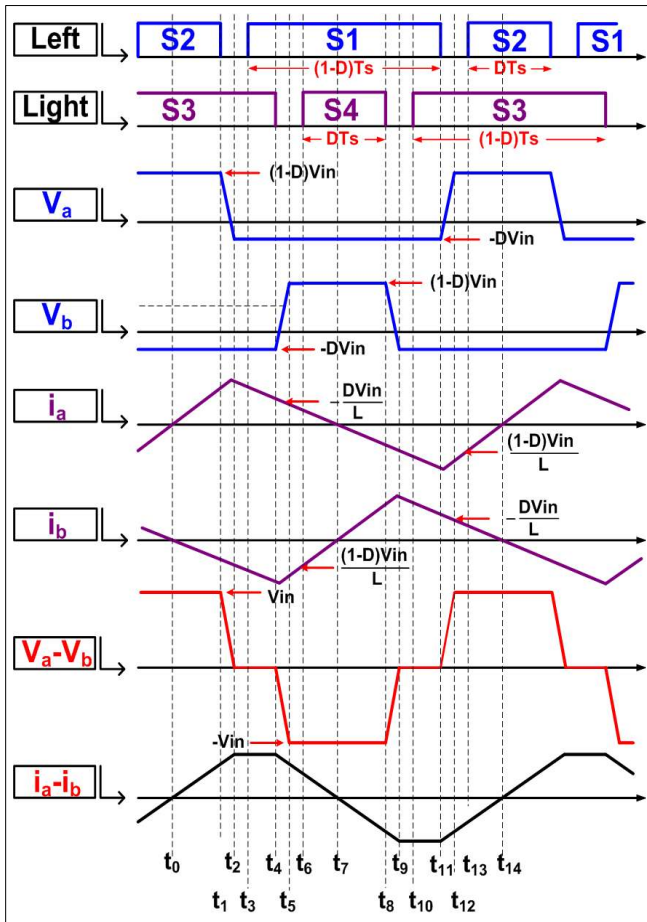 Left S2 S1 S2 S1
(1-D)Ts DTs
Light S3 S4 S3
DTs (1-D)Ts
(1-D)Vin
Va
-DVin
(1-D)Vin
Vb
-DVin
ia -DVin/L
(1-D)Vin/L
ib -DVin/L
(1-D)Vin/L
Vin
Va-Vb
-Vin
ia-ib
t0 t2 t4 t6 t7 t9 t11 t13 t14
t1 t3 t5 t8 t10 t12